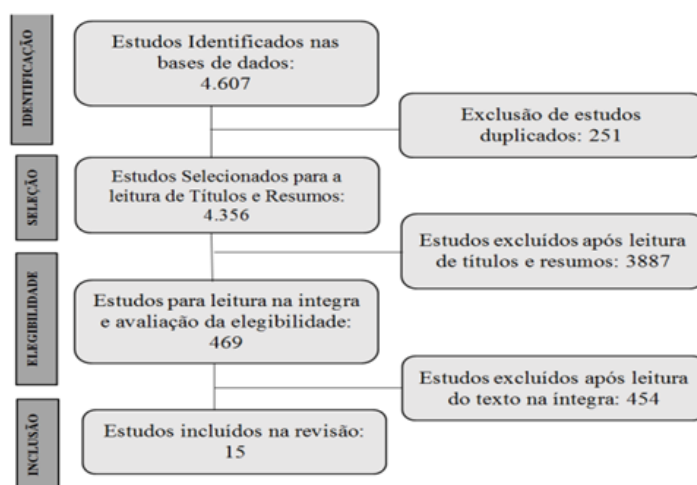 IDENTIFICAÇÃO
Estudos Identificados nas
bases de dados:
4.607
Exclusão de estudos
duplicados: 251
SELEÇÃO
Estudos Selecionados para a
leitura de Títulos e Resumos:
4.356
Estudos excluídos após leitura
de títulos e resumos: 3887
ELEGIBILIDADE
Estudos para leitura na integra
e avaliação da elegibilidade:
469
Estudos excluídos após leitura
do texto na integra: 454
INCLUSÃO
Estudos incluídos na revisão:
15